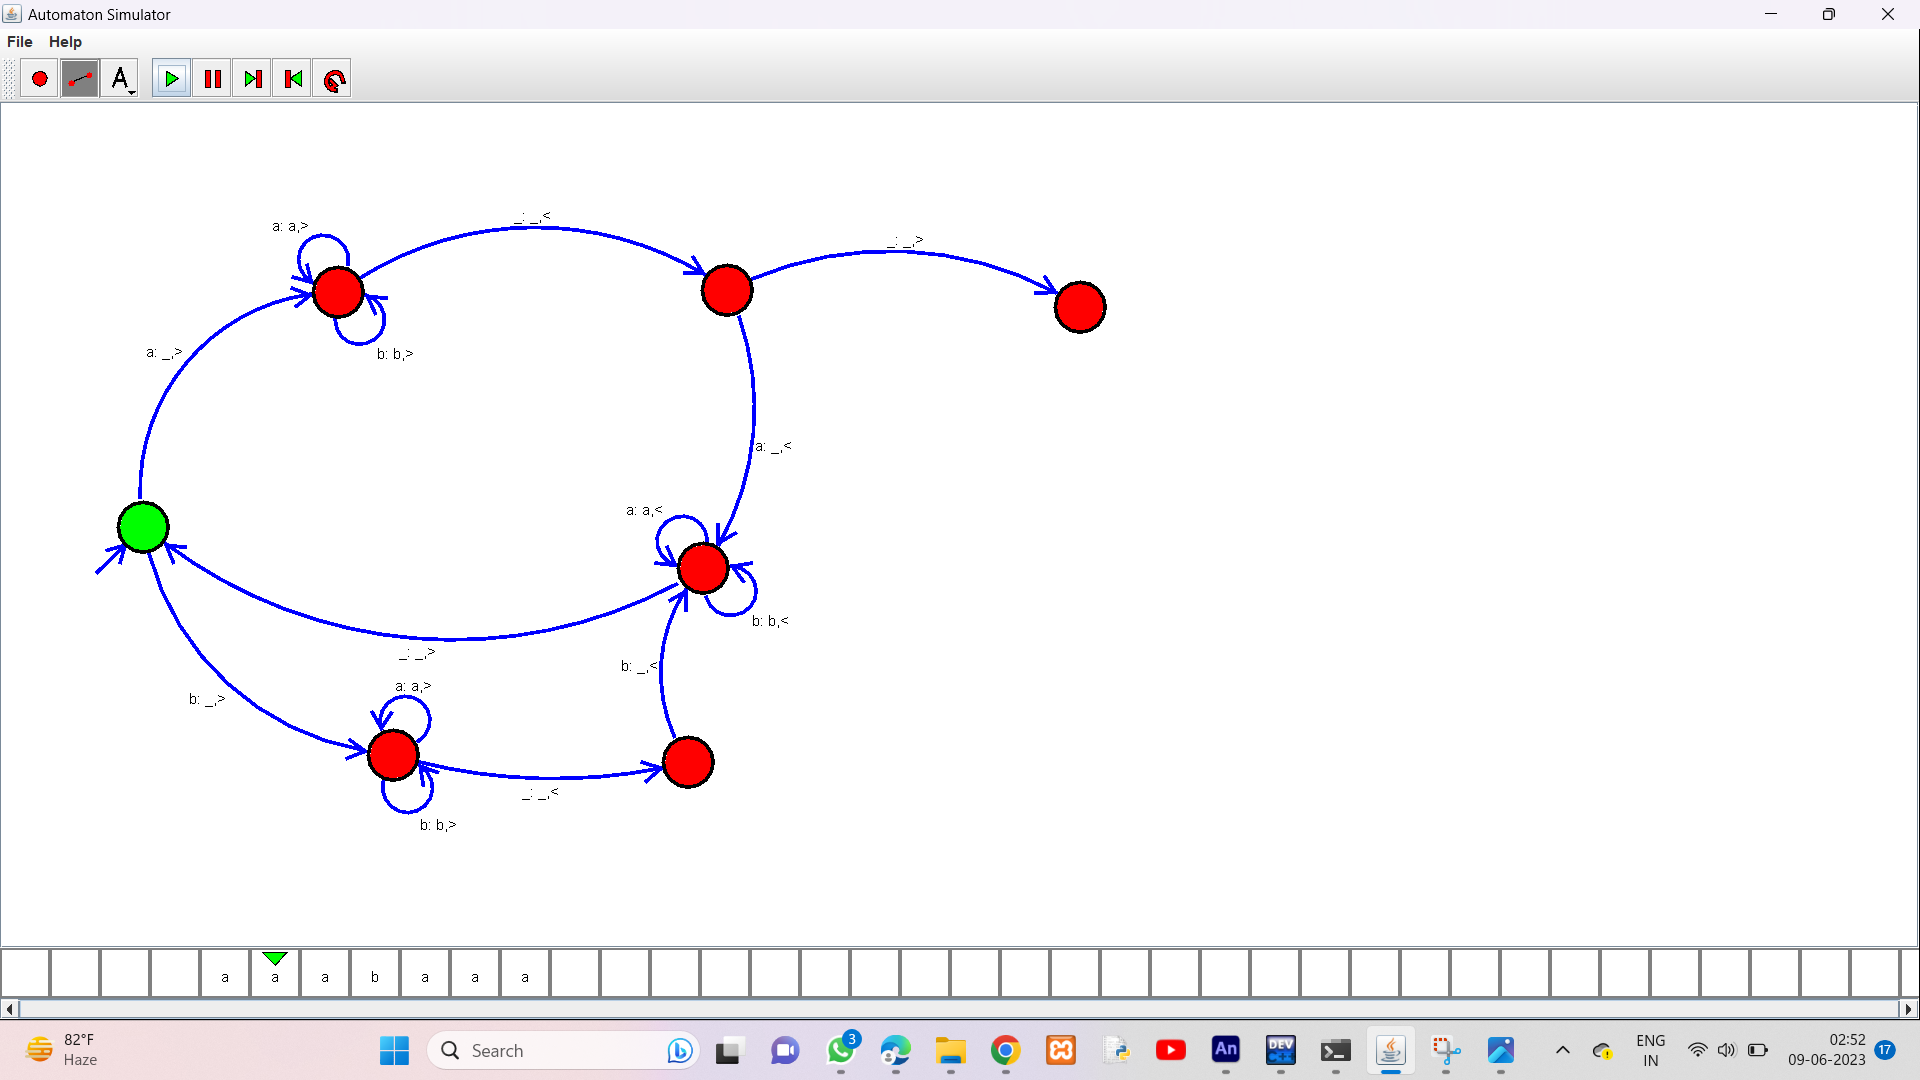 Automaton Simulator
File Help
A
_: _,<
a: a,>
_: _,>
a: _,>
b: b,>
a: _,<
a: a,<
b: b,<
_: _,>
b: _,<
a: a,>
b: _,>
_: _,<
b: b,>
a a a b a a a
82°F
Haze
Search
3
An
DEV
ENG
IN
02:52
09-06-2023
17